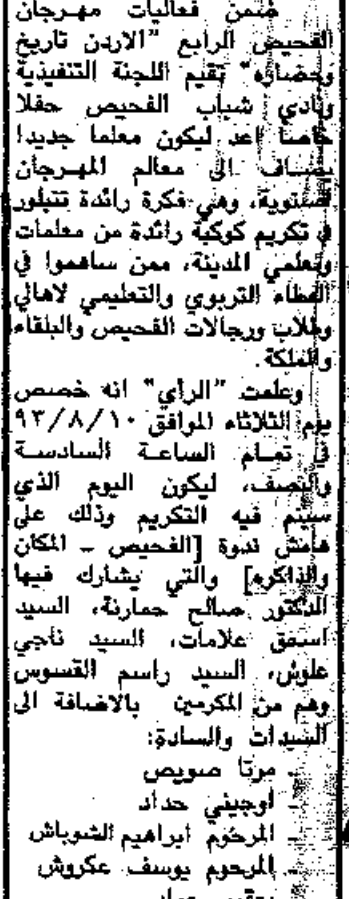 ضمن فعاليات مهرجان
الفحيص الرابع "الاردن تاريخ
وحضاره" تقيم اللجنة التنفيذية
ونادي شباب الفحيص حفلا
خاصا اعد ليكون معلما جديدا
يضاف الى معالم المهرجان
السنوية، وهي فكرة رائدة تتبلور
في تكريم كوكبة رائدة من معلمات
ومعلمي المدينة، ممن ساهموا في
العطاء التربوي والتعليمي لاهالي
وطلاب ورجالات الفحيص والبلقاء
والمملكة.
وعلمت "الراي" انه خصص
يوم الثلاثاء الموافق ٩٣/٨/١٠
في تمام الساعة السادسة
والنصف، ليكون اليوم الذي
سيتم فيه التكريم وذلك على
هامش ندوة [الفحيص - المكان
والذاكره] والتي يشارك فيها
الدكتور صالح حمارنة، السيد
اسحق علامات، السيد ناجي
علوش، السيد راسم القسوس
وهم من المكرمين بالاضافة الى
السيدات والسادة:
- مرتا صويص
- اوجيني حداد
- المرحوم ابراهيم الشوباش
- المرحوم يوسف عكروش